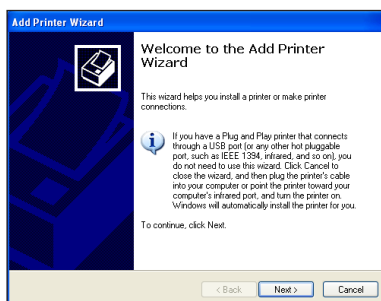 Add Printer Wizard
Welcome to the Add Printer
Wizard
This wizard helps you install a printer or make printer
connections.
If you have a Plug and Play printer that connects
through a USB port (or any other hot pluggable
port, such as IEEE 1394, infrared, and so on), you
do not need to use this wizard. Click Cancel to
close the wizard, and then plug the printer's cable
into your computer or point the printer toward your
computer's infrared port, and turn the printer on.
Windows will automatically install the printer for you.
To continue, click Next.
< Back Next > Cancel